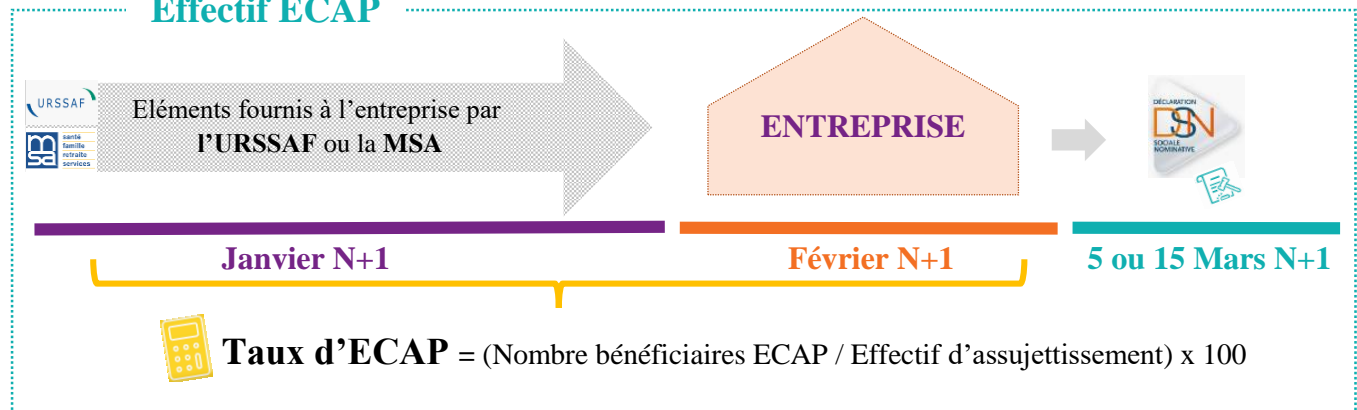 Effectif ECAP
URSSAF
msa
santé
famille
retraite
services
Eléments fournis à l'entreprise par
l'URSSAF ou la MSA
ENTREPRISE
DÉCLARATION
DSN
SOCIALE
NOMINATIVE
Janvier N+1
Février N+1
5 ou 15 Mars N+1
Taux d'ECAP = (Nombre bénéficiaires ECAP / Effectif d'assujettissement) x 100